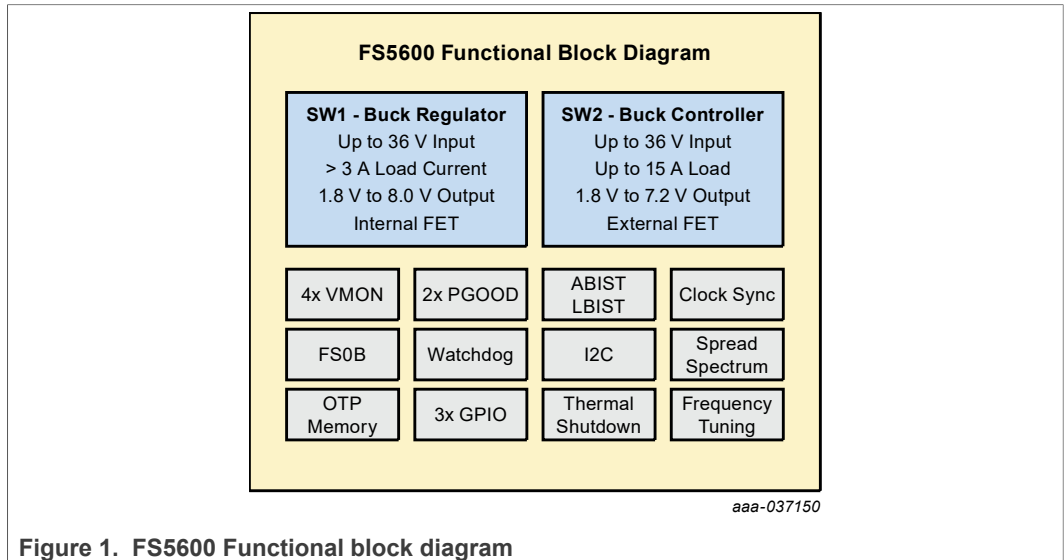 FS5600 Functional Block Diagram
SW1 - Buck Regulator
Up to 36 V Input
> 3 A Load Current
1.8 V to 8.0 V Output
Internal FET
SW2 - Buck Controller
Up to 36 V Input
Up to 15 A Load
1.8 V to 7.2 V Output
External FET
4x VMON
2x PGOOD
ABIST
LBIST
Clock Sync
FS0B
Watchdog
I2C
Spread
Spectrum
OTP
Memory
3x GPIO
Thermal
Shutdown
Frequency
Tuning
aaa-037150
Figure 1. FS5600 Functional block diagram